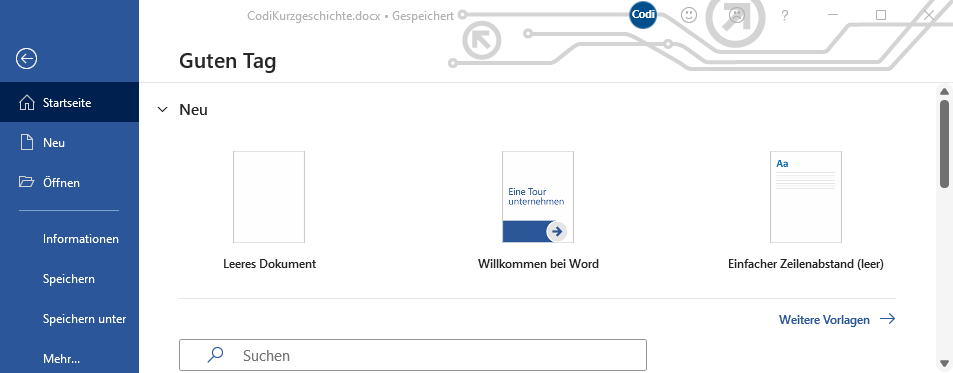 CodiKurzgeschichte.docx • Gespeichert
Codi
?
Guten Tag
Startseite
Neu
Öffnen
Informationen
Speichern
Speichern unter
Mehr...
Neu
Eine Tour
unternehmen
Aa
Leeres Dokument
Willkommen bei Word
Einfacher Zeilenabstand (leer)
Weitere Vorlagen
Suchen